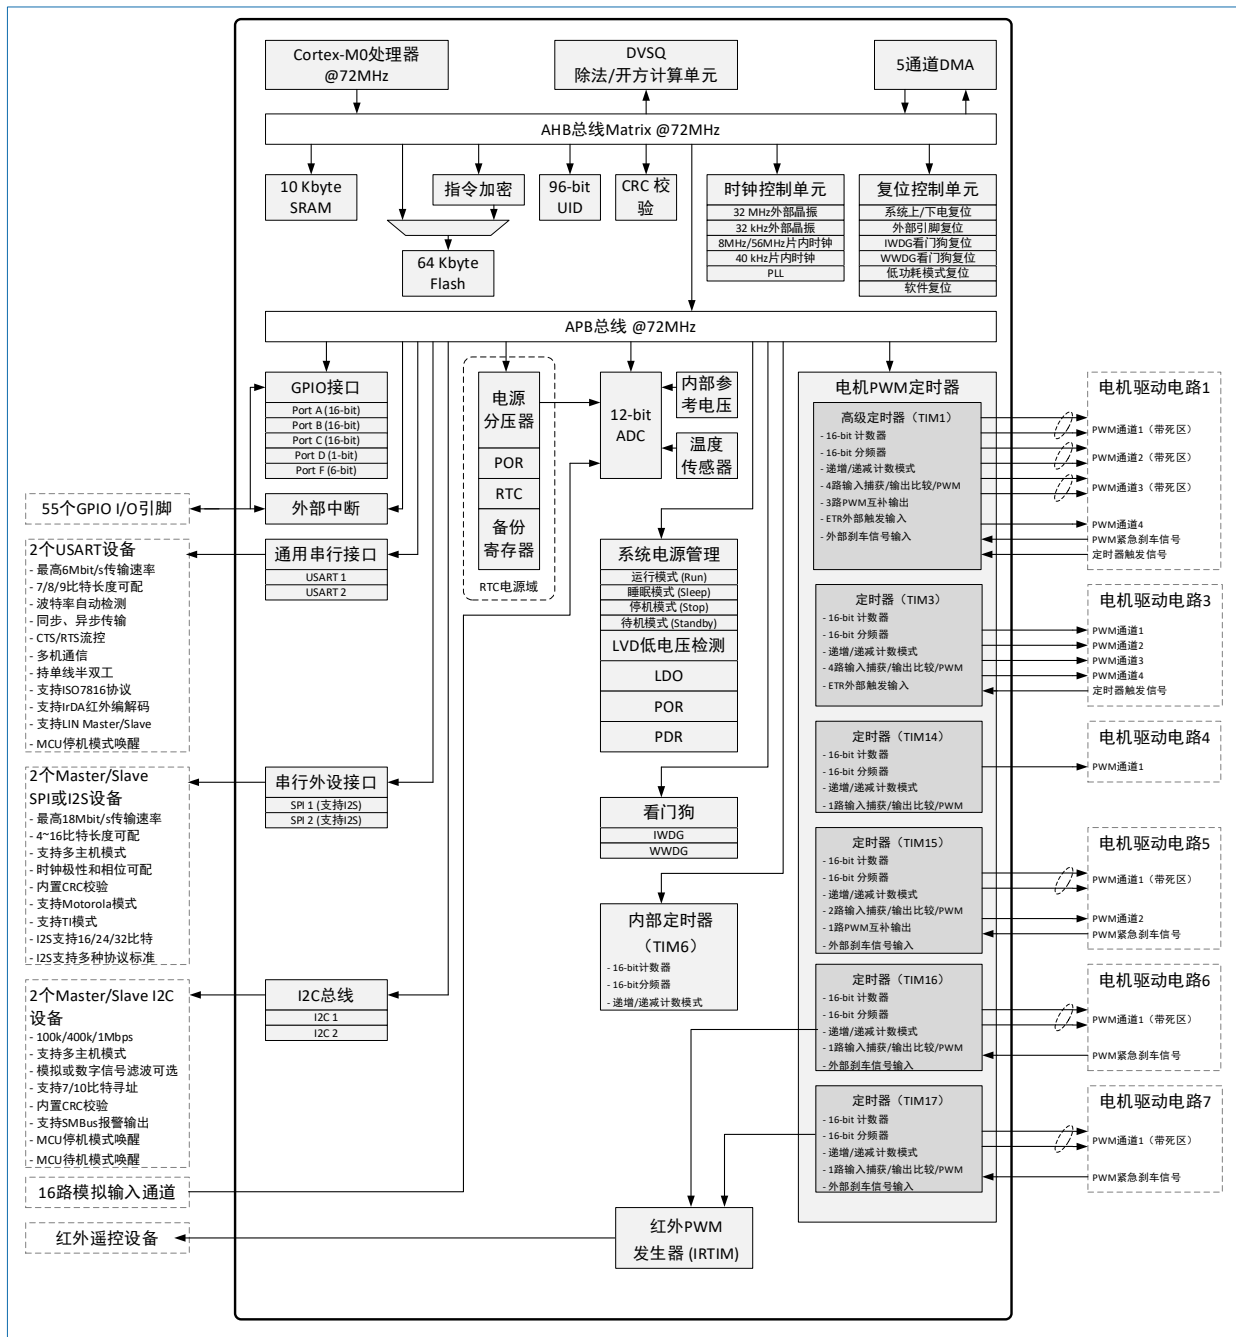 Cortex-M0处理器
@72MHz
DVSQ
除法/开方计算单元
5通道DMA
AHB总线Matrix @72MHz
10 Kbyte
SRAM
指令加密
96-bit
UID
CRC 校
验
64 Kbyte
Flash
时钟控制单元
32 MHz外部晶振
32 kHz外部晶振
8MHz/56MHz片内时钟
40 kHz片内时钟
PLL
复位控制单元
系统上/下电复位
外部引脚复位
IWDG看门狗复位
WWDG看门狗复位
低功耗模式复位
软件复位
APB总线 @72MHz
GPIO接口
Port A (16-bit)
Port B (16-bit)
Port C (16-bit)
Port D (1-bit)
Port F (6-bit)
外部中断
55个GPIO I/O引脚
通用串行接口
USART 1
USART 2
2个USART设备
- 最高6Mbit/s传输速率
- 7/8/9比特长度可配
- 波特率自动检测
- 同步、异步传输
- CTS/RTS流控
- 多机通信
- 持单线半双工
- 支持ISO7816协议
- 支持IrDA红外编解码
- 支持LIN Master/Slave
- MCU停机模式唤醒
串行外设接口
SPI 1 (支持I2S)
SPI 2 (支持I2S)
2个Master/Slave
SPI或I2S设备
- 最高18Mbit/s传输速率
- 4~16比特长度可配
- 支持多主机模式
- 时钟极性和相位可配
- 内置CRC校验
- 支持Motorola模式
- 支持TI模式
- I2S支持16/24/32比特
- I2S支持多种协议标准
I2C总线
I2C 1
I2C 2
2个Master/Slave I2C
设备
- 100k/400k/1Mbps
- 支持多主机模式
- 模拟或数字信号滤波可选
- 支持7/10比特寻址
- 内置CRC校验
- 支持SMBus报警输出
- MCU停机模式唤醒
- MCU待机模式唤醒
16路模拟输入通道
红外遥控设备
电源
分压器
POR
RTC
备份
寄存器
RTC电源域
12-bit
ADC
内部参
考电压
温度
传感器
系统电源管理
运行模式 (Run)
睡眠模式 (Sleep)
停机模式 (Stop)
待机模式 (Standby)
LVD低电压检测
LDO
POR
PDR
看门狗
IWDG
WWDG
内部定时器
（TIM6）
- 16-bit计数器
- 16-bit分频器
- 递增/递减计数模式
红外PWM
发生器 (IRTIM)
电机PWM定时器
高级定时器（TIM1）
- 16-bit 计数器
- 16-bit 分频器
- 递增/递减计数模式
- 4路输入捕获/输出比较/PWM
- 3路PWM互补输出
- ETR外部触发输入
- 外部刹车信号输入
定时器（TIM3）
- 16-bit 计数器
- 16-bit 分频器
- 递增/递减计数模式
- 4路输入捕获/输出比较/PWM
- ETR外部触发输入
定时器（TIM14）
- 16-bit 计数器
- 16-bit 分频器
- 递增/递减计数模式
- 1路输入捕获/输出比较/PWM
定时器（TIM15）
- 16-bit 计数器
- 16-bit 分频器
- 递增/递减计数模式
- 2路输入捕获/输出比较/PWM
- 1路PWM互补输出
- 外部刹车信号输入
定时器（TIM16）
- 16-bit 计数器
- 16-bit 分频器
- 递增/递减计数模式
- 1路输入捕获/输出比较/PWM
- 外部刹车信号输入
定时器（TIM17）
- 16-bit 计数器
- 16-bit 分频器
- 递增/递减计数模式
- 1路输入捕获/输出比较/PWM
- 外部刹车信号输入
电机驱动电路1
PWM通道1（带死区）
PWM通道2（带死区）
PWM通道3（带死区）
PWM通道4
PWM紧急刹车信号
定时器触发信号
电机驱动电路3
PWM通道1
PWM通道2
PWM通道3
PWM通道4
定时器触发信号
电机驱动电路4
PWM通道1
电机驱动电路5
PWM通道1（带死区）
PWM通道2
PWM紧急刹车信号
电机驱动电路6
PWM通道1（带死区）
PWM紧急刹车信号
电机驱动电路7
PWM通道1（带死区）
PWM紧急刹车信号